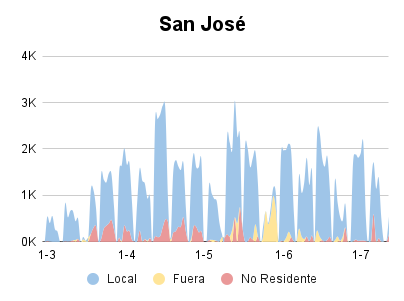 San José
4K
3K
2K
1K
0K
1-3 1-4 1-5 1-6 1-7
Local Fuera No Residente